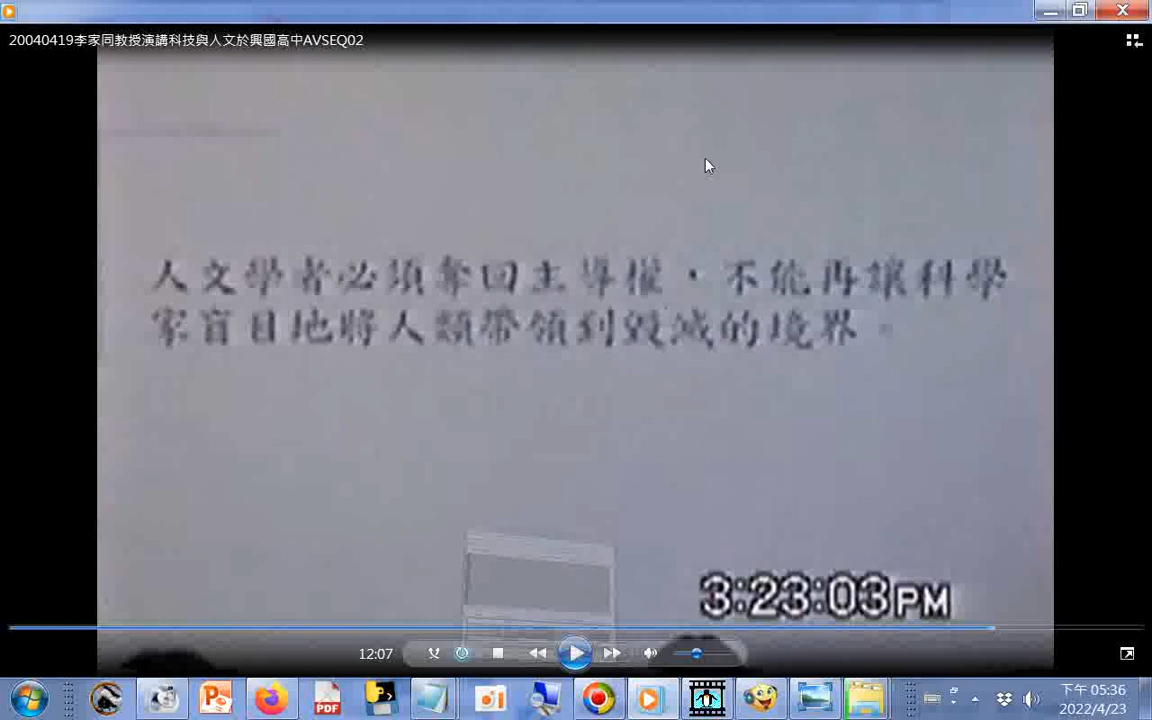 20040419李家同教授演講科技與人文於興國高中AVSEQ02
人文學者必須奪回主導權，不能再讓科學
家盲目地將人類帶領到毀滅的境界。
3:23:03PM
12:07
PDF
下午 05:36
2022/4/23